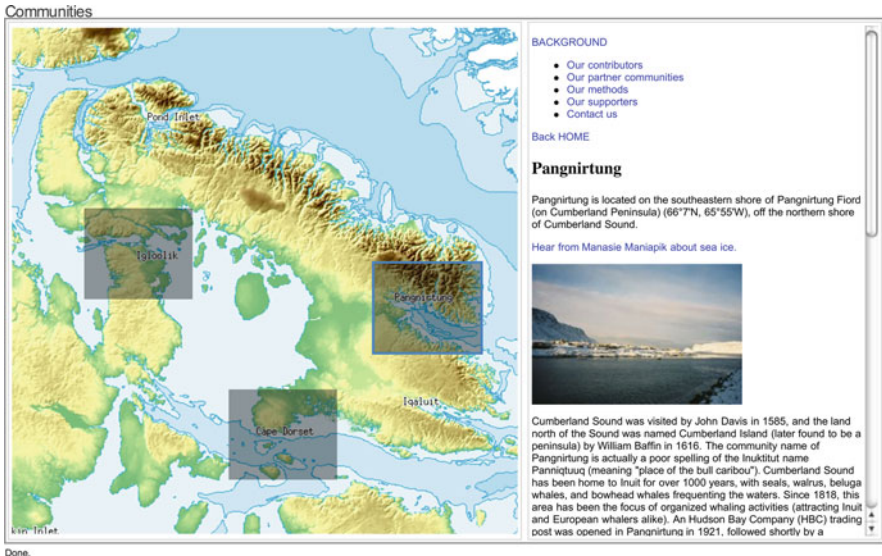 Communities
Pond Inlet
Igloolik
Pangnistung
Iqaluit
Cape Dorset
kin Inlet
BACKGROUND
Our contributors
Our partner communities
Our methods
Our supporters
Contact us
Back HOME
Pangnirtung
Pangnirtung is located on the southeastern shore of Pangnirtung Fiord
(on Cumberland Peninsula) (66°7'N, 65°55'W), off the northern shore
of Cumberland Sound.
Hear from Manasie Maniapik about sea ice.
Cumberland Sound was visited by John Davis in 1585, and the land
north of the Sound was named Cumberland Island (later found to be a
peninsula) by William Baffin in 1616. The community name of
Pangnirtung is actually a poor spelling of the Inuktitut name
Panniqtuuq (meaning "place of the bull caribou"). Cumberland Sound
has been home to Inuit for over 1000 years, with seals, walrus, beluga
whales, and bowhead whales frequenting the waters. Since 1818, this
area has been the focus of organized whaling activities (attracting Inuit
and European whalers alike). An Hudson Bay Company (HBC) trading
post was opened in Pangnirtung in 1921, followed shortly by a
Done.